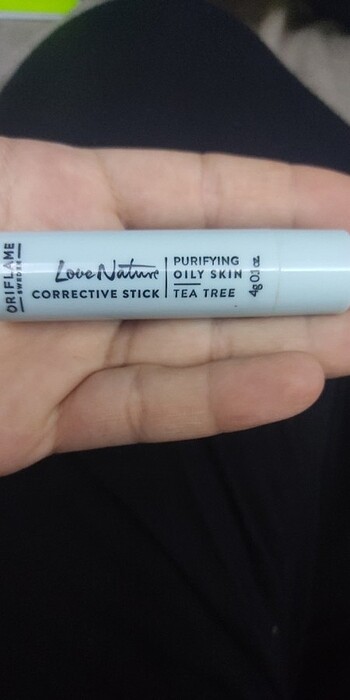 ORIFLAME
SWEDEN
Love Nature
CORRECTIVE STICK
PURIFYING
OILY SKIN
TEA TREE
4g 0.1 oz.